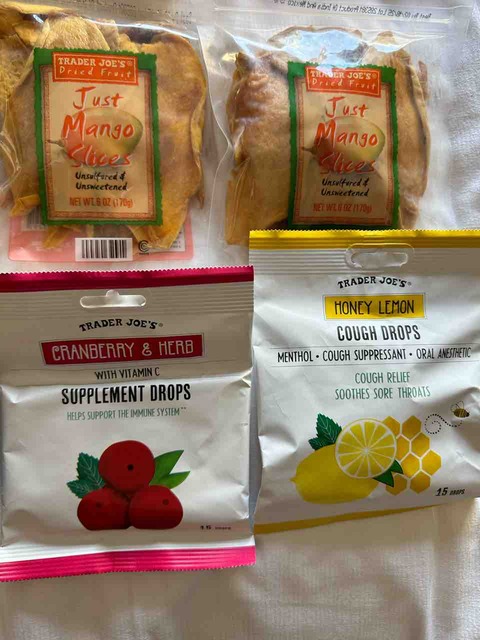 TRADER JOE'S®
Dried Fruit
Just
Mango
Slices
Unsulfured &
Unsweetened
NET WT. 6 OZ (170g)
TRADER JOE'S®
Dried Fruit
Just
Mango
Slices
Unsulfured &
Unsweetened
NET WT. 6 OZ (170g)
TRADER JOE'S®
CRANBERRY & HERB
WITH VITAMIN C
SUPPLEMENT DROPS
HELPS SUPPORT THE IMMUNE SYSTEM**
TRADER JOE'S®
HONEY LEMON
COUGH DROPS
MENTHOL • COUGH SUPPRESSANT • ORAL ANESTHETIC
COUGH RELIEF
SOOTHES SORE THROATS
15 DROPS